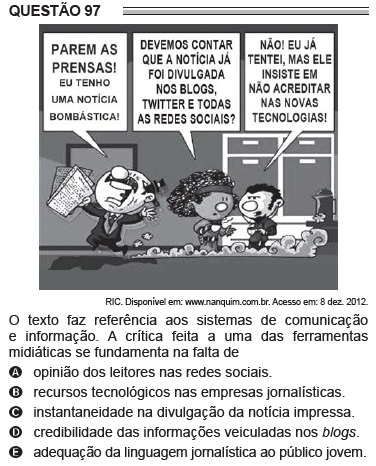 QUESTÃO 97
PAREM AS
PRENSAS!
EU TENHO
UMA NOTÍCIA
BOMBÁSTICA!
DEVEMOS CONTAR
QUE A NOTÍCIA JÁ
FOI DIVULGADA
NOS BLOGS,
TWITTER E TODAS
AS REDES SOCIAIS?
NÃO! EU JÁ
TENTEI, MAS ELE
INSISTE EM
NÃO ACREDITAR
NAS NOVAS
TECNOLOGIAS!
RIC. Disponível em: www.nanquim.com.br. Acesso em: 8 dez. 2012.
O texto faz referência aos sistemas de comunicação
e informação. A crítica feita a uma das ferramentas
midiáticas se fundamenta na falta de
A opinião dos leitores nas redes sociais.
B recursos tecnológicos nas empresas jornalísticas.
C instantaneidade na divulgação da notícia impressa.
D credibilidade das informações veiculadas nos blogs.
E adequação da linguagem jornalística ao público jovem.